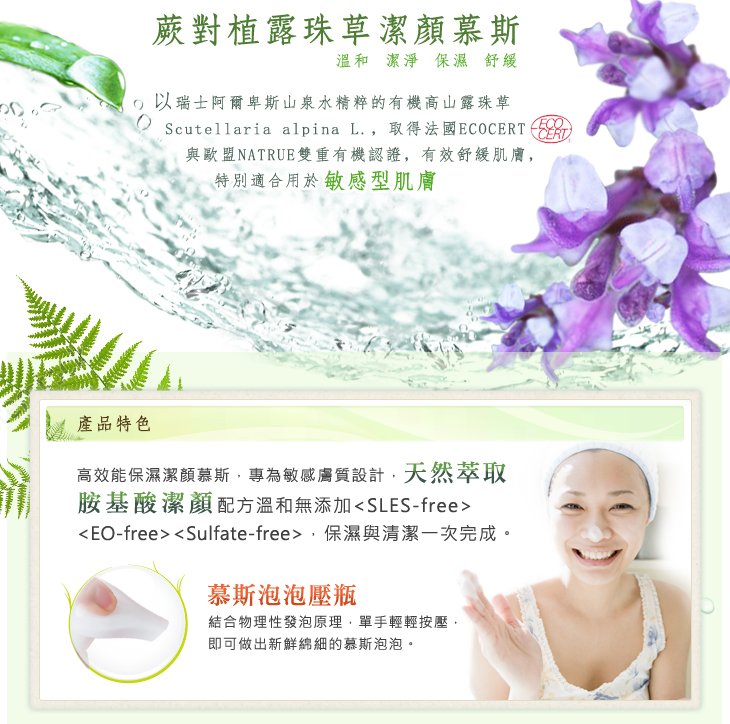 蕨對植露珠草潔顏慕斯
溫和 潔淨 保濕 舒緩
以瑞士阿爾卑斯山泉水精粹的有機高山露珠草
Scutellaria alpina L., 取得法國ECOCERT
ECO
CERT
與歐盟NATRUE雙重有機認證, 有效舒緩肌膚,
特別適合用於 敏感型肌膚
產品特色
高效能保濕潔顏慕斯，專為敏感膚質設計，天然萃取
胺基酸潔顏 配方溫和無添加<SLES-free>
<EO-free><Sulfate-free>，保濕與清潔一次完成。
慕斯泡泡壓瓶
結合物理性發泡原理，單手輕輕按壓，
即可做出新鮮綿細的慕斯泡泡。